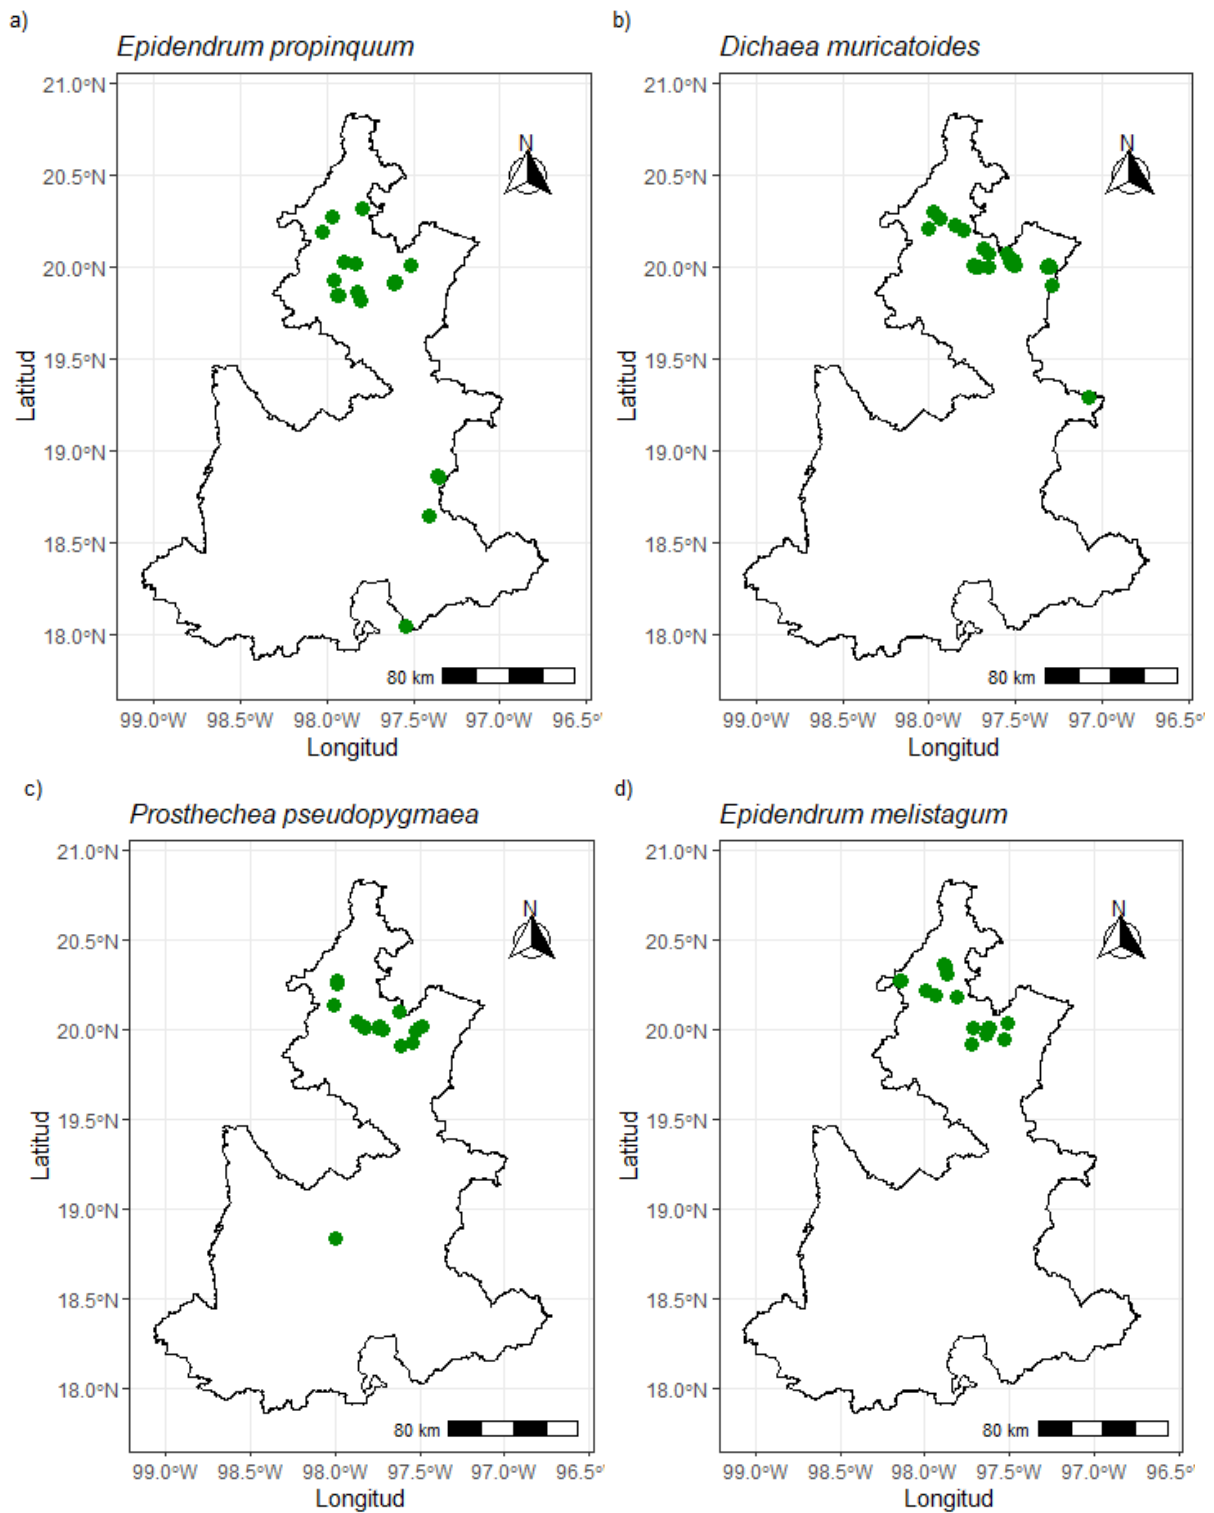 a)
Epidendrum propinquum
21.0°N
20.5°N
20.0°N
19.5°N
19.0°N
18.5°N
18.0°N
Latitud
N
80 km
99.0°W 98.5°W 98.0°W 97.5°W 97.0°W 96.5°
Longitud
b)
Dichaea muricatoides
21.0°N
20.5°N
20.0°N
19.5°N
19.0°N
18.5°N
18.0°N
Latitud
N
80 km
99.0°W 98.5°W 98.0°W 97.5°W 97.0°W 96.5°
Longitud
c)
Prosthechea pseudopygmaea
21.0°N
20.5°N
20.0°N
19.5°N
19.0°N
18.5°N
18.0°N
Latitud
N
80 km
99.0°W 98.5°W 98.0°W 97.5°W 97.0°W 96.5°
Longitud
d)
Epidendrum melistagum
21.0°N
20.5°N
20.0°N
19.5°N
19.0°N
18.5°N
18.0°N
Latitud
N
80 km
99.0°W 98.5°W 98.0°W 97.5°W 97.0°W 96.5°
Longitud